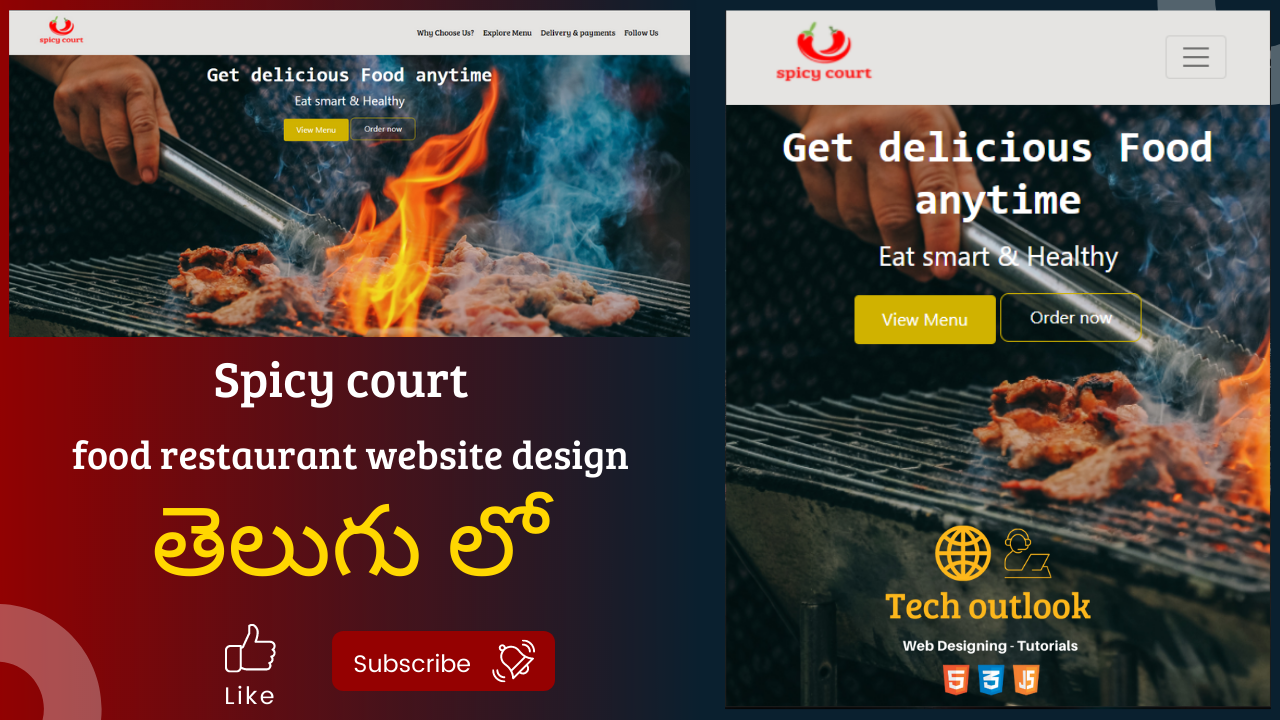 spicy court
Why Choose Us? Explore Menu Delivery & payments Follow Us
Get delicious Food anytime
Eat smart & Healthy
View Menu Order now
Spicy court
food restaurant website design
తెలుగు లో
Like
Subscribe
spicy court
Get delicious Food
anytime
Eat smart & Healthy
View Menu Order now
Tech outlook
Web Designing - Tutorials
5 3 JS